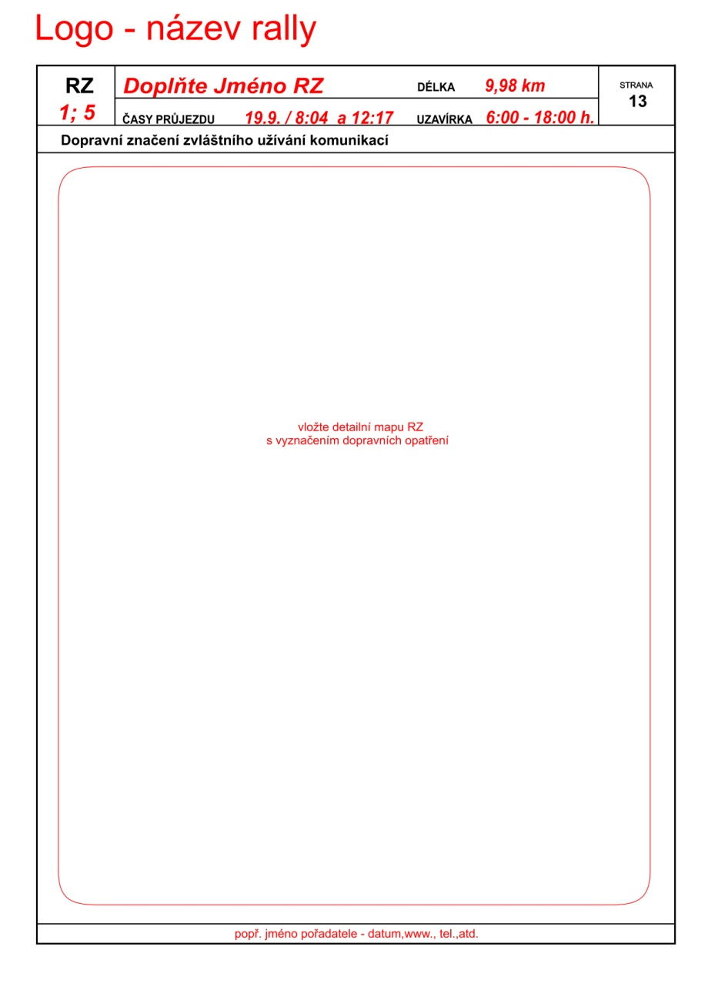 Logo - název rally
RZ
1; 5
Doplňte Jméno RZ
DÉLKA 9,98 km
ČASY PRŮJEZDU 19.9. / 8:04 a 12:17
UZAVÍRKA 6:00 - 18:00 h.
STRANA
13
Dopravní značení zvláštního užívání komunikací
vložte detailní mapu RZ
s vyznačením dopravních opatření
popř. jméno pořadatele - datum,www., tel.,atd.